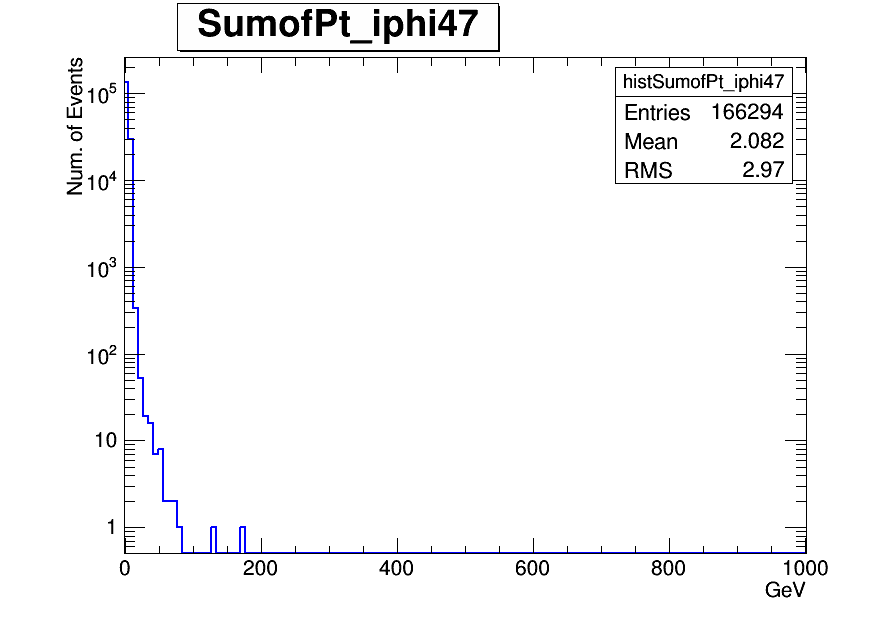 SumofPt_iphi47
Num. of Events
histSumofPt_iphi47
Entries 166294
Mean 2.082
RMS 2.97
10^5
10^4
10^3
10^2
10
1
0 200 400 600 800 1000
GeV